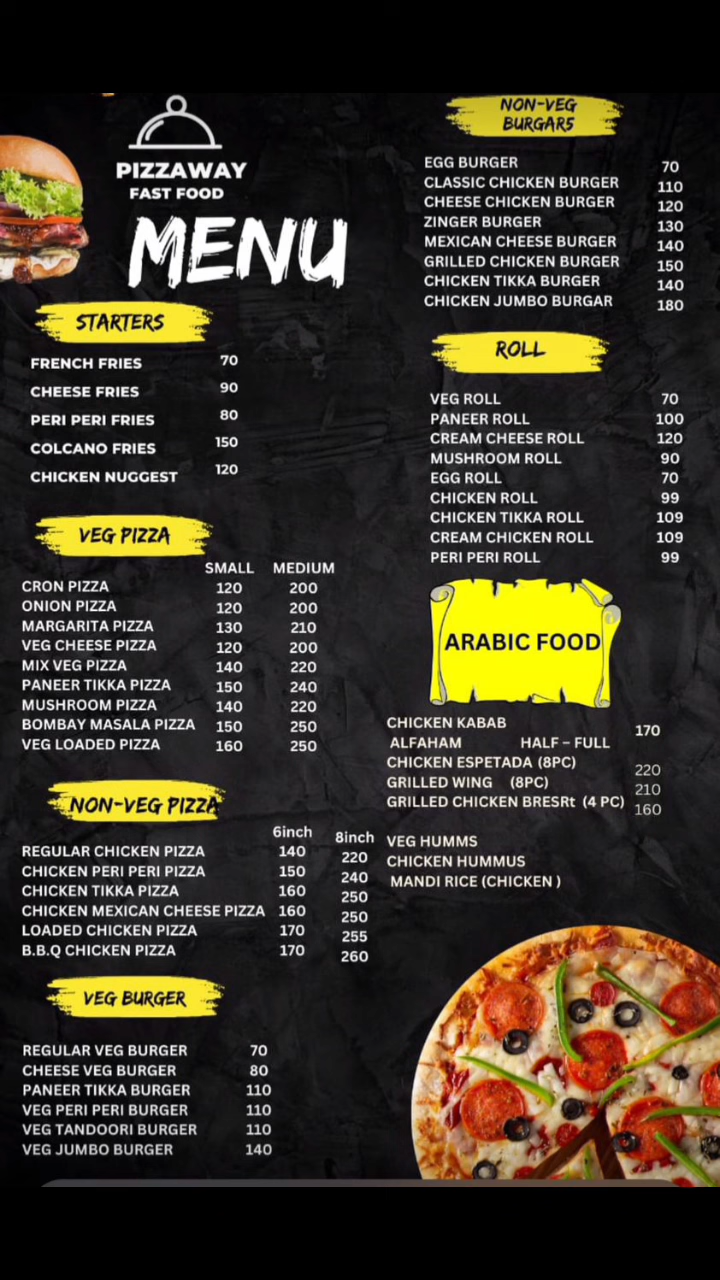 PIZZAWAY
FAST FOOD
MENU
STARTERS
FRENCH FRIES 70
CHEESE FRIES 90
PERI PERI FRIES 80
COLCANO FRIES 150
CHICKEN NUGGEST 120
VEG PIZZA
SMALL MEDIUM
CRON PIZZA 120 200
ONION PIZZA 120 200
MARGARITA PIZZA 130 210
VEG CHEESE PIZZA 120 200
MIX VEG PIZZA 140 220
PANEER TIKKA PIZZA 150 240
MUSHROOM PIZZA 140 220
BOMBAY MASALA PIZZA 150 250
VEG LOADED PIZZA 160 250
NON-VEG PIZZA
6inch 8inch
REGULAR CHICKEN PIZZA 140 220
CHICKEN PERI PERI PIZZA 150 240
CHICKEN TIKKA PIZZA 160 250
CHICKEN MEXICAN CHEESE PIZZA 160 250
LOADED CHICKEN PIZZA 170 255
B.B.Q CHICKEN PIZZA 170 260
VEG BURGER
REGULAR VEG BURGER 70
CHEESE VEG BURGER 80
PANEER TIKKA BURGER 110
VEG PERI PERI BURGER 110
VEG TANDOORI BURGER 110
VEG JUMBO BURGER 140
NON-VEG
BURGAR5
EGG BURGER 70
CLASSIC CHICKEN BURGER 110
CHEESE CHICKEN BURGER 120
ZINGER BURGER 130
MEXICAN CHEESE BURGER 140
GRILLED CHICKEN BURGER 150
CHICKEN TIKKA BURGER 140
CHICKEN JUMBO BURGAR 180
ROLL
VEG ROLL 70
PANEER ROLL 100
CREAM CHEESE ROLL 120
MUSHROOM ROLL 90
EGG ROLL 70
CHICKEN ROLL 99
CHICKEN TIKKA ROLL 109
CREAM CHICKEN ROLL 109
PERI PERI ROLL 99
ARABIC FOOD
CHICKEN KABAB 170
ALFAHAM HALF – FULL
CHICKEN ESPETADA (8PC) 220
GRILLED WING (8PC) 210
GRILLED CHICKEN BRESRt (4 PC) 160
VEG HUMMS
CHICKEN HUMMUS
MANDI RICE (CHICKEN )